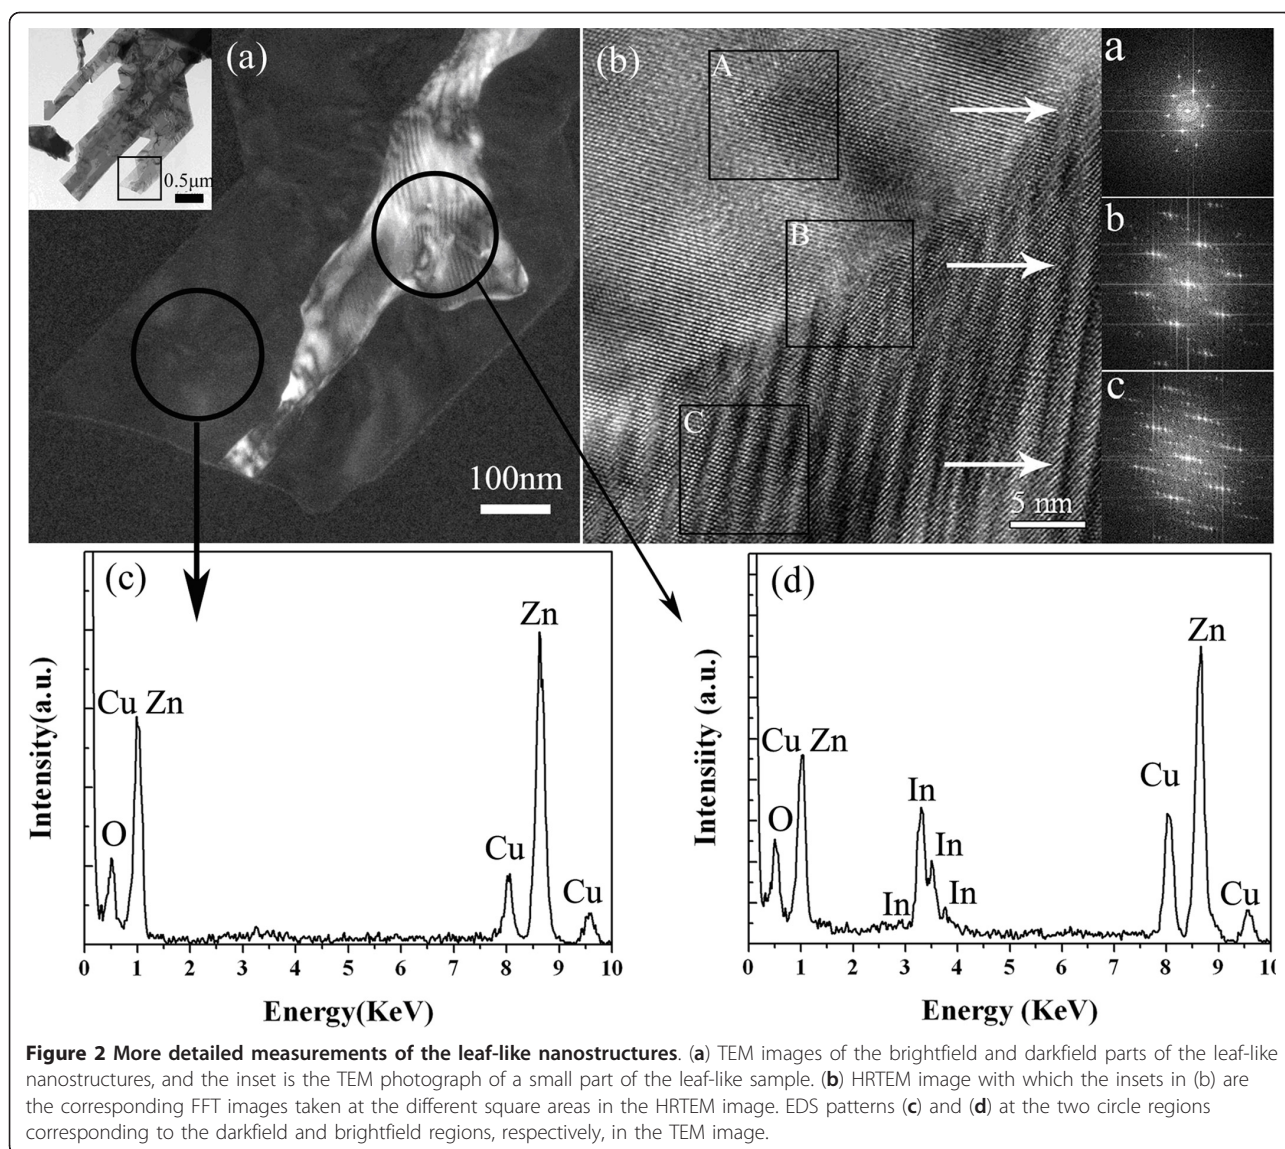 (a)
0.5μm
100nm
(b)
A
B
C
5 nm
a
b
c
(c)
Intensity(a.u.)
O
Cu Zn
Cu
Zn
Cu
0 1 2 3 4 5 6 7 8 9 10
Energy(KeV)
(d)
Intensiity (a.u.)
O
Cu Zn
In
In
In
In
Cu
Zn
Cu
0 1 2 3 4 5 6 7 8 9 10
Energy (KeV)
Figure 2 More detailed measurements of the leaf-like nanostructures. (a) TEM images of the brightfield and darkfield parts of the leaf-like
nanostructures, and the inset is the TEM photograph of a small part of the leaf-like sample. (b) HRTEM image with which the insets in (b) are
the corresponding FFT images taken at the different square areas in the HRTEM image. EDS patterns (c) and (d) at the two circle regions
corresponding to the darkfield and brightfield regions, respectively, in the TEM image.